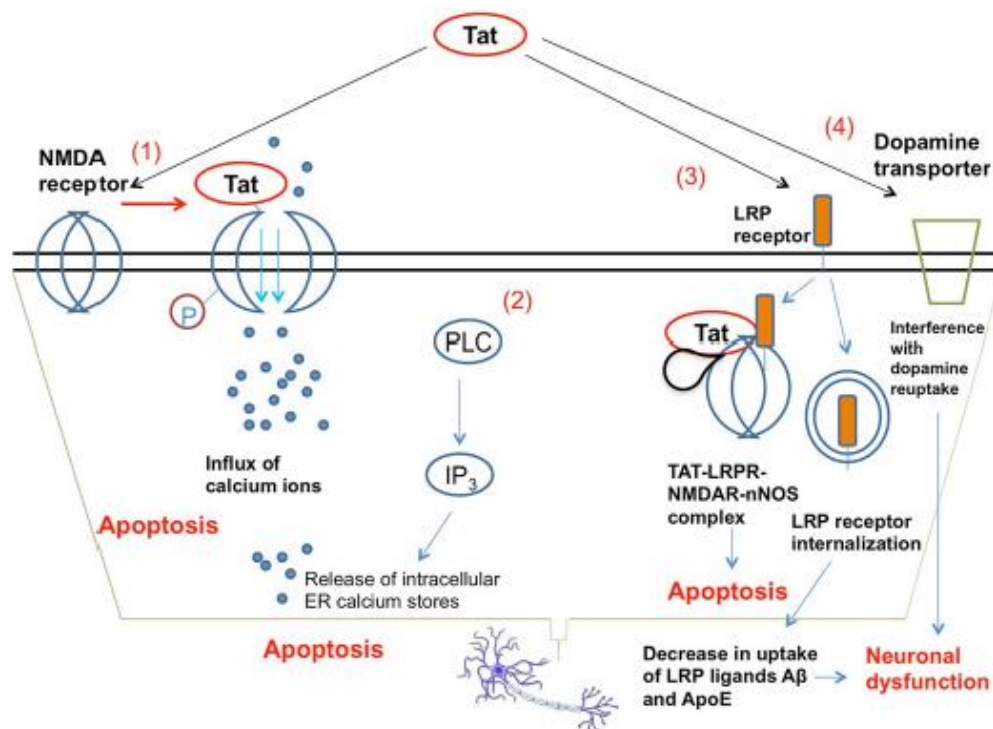 Tat
(1)
NMDA
receptor
Tat
P
(2)
PLC
IP3
Influx of
calcium ions
Apoptosis
Release of intracellular
ER calcium stores
Apoptosis
(3)
LRP
receptor
Tat
TAT-LRPR-
NMDAR-nNOS
complex
Apoptosis
LRP receptor
internalization
Decrease in uptake
of LRP ligands Aβ
and ApoE
(4)
Dopamine
transporter
Interference
with
dopamine
reuptake
Neuronal
dysfunction